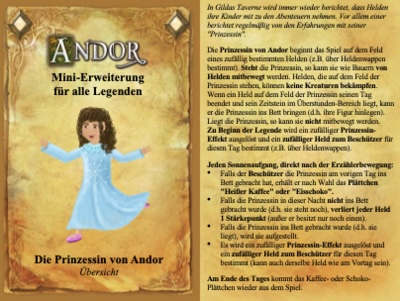 ANDOR
Mini-Erweiterung
für alle Legenden
Die Prinzessin von Andor
Übersicht
In Gildas Taverne wird immer wieder berichtet, dass Helden
ihre Kinder mit zu den Abenteuern nehmen. Vor allem einer
berichtet regelmäßig von den Erfahrungen mit seiner
"Prinzessin".
Die Prinzessin von Andor beginnt das Spiel auf dem Feld
eines zufällig bestimmten Helden (z.B. über Heldenwappen
bestimmt). Steht die Prinzessin, so kann sie wie Bauern von
Helden mitbewegt werden. Helden, die auf dem Feld der
Prinzessin stehen, können keine Kreaturen bekämpfen.
Wenn ein Held auf dem Feld der Prinzessin seinen Tag
beendet und sein Zeitstein im Überstunden-Bereich liegt, kann
er die Prinzessin ins Bett bringen (d.h. ihre Figur hinlegen).
Liegt die Prinzessin, so kann sie nicht mitbewegt werden.
Zu Beginn der Legende wird ein zufälliger Prinzessin-
Effekt ausgelöst und ein zufälliger Held zum Beschützer für
diesen Tag bestimmt (z.B. über Heldenwappen).
Jeden Sonnenaufgang, direkt nach der Erzählerbewegung:
• Falls der Beschützer die Prinzessin am vorigen Tag ins
Bett gebracht hat, erhält er nach Wahl das Plättchen
"Heißer Kaffee" oder "Eisschoko".
• Falls die Prinzessin in dieser Nacht nicht ins Bett
gebracht wurde (d.h. sie steht noch), verliert jeder Held
1 Stärkepunkt (außer er besitzt nur noch einen).
• Falls die Prinzessin ins Bett gebracht wurde (d.h. sie
liegt), wird sie aufgestellt.
• Es wird ein zufälliger Prinzessin-Effekt ausgelöst und
ein zufälliger Held zum Beschützer für diesen Tag
bestimmt (kann auch derselbe Held wie am Vortag sein).
Am Ende des Tages kommt das Kaffee- oder Schoko-
Plättchen wieder aus dem Spiel.